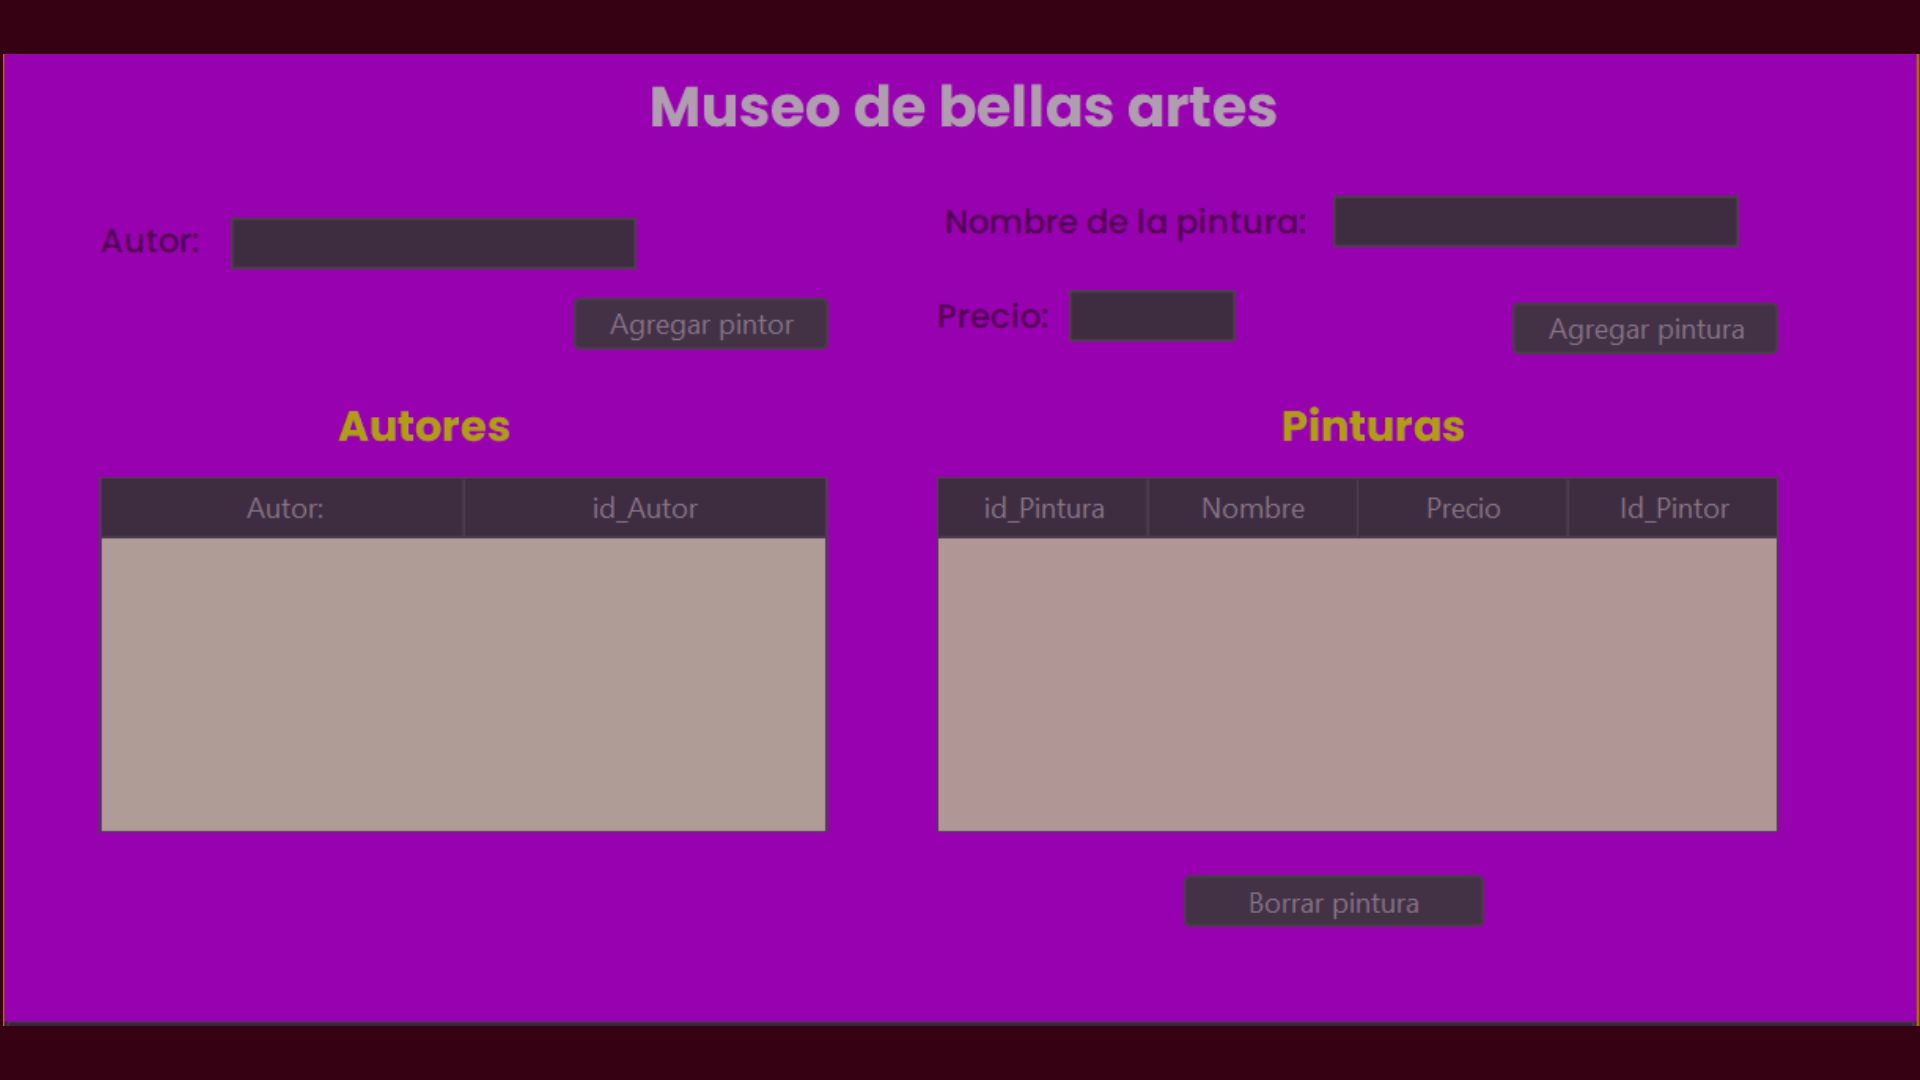 Museo de bellas artes
Autor:
Agregar pintor
Nombre de la pintura:
Precio:
Agregar pintura
Autores
Autor: id_Autor
Pinturas
id_Pintura Nombre Precio Id_Pintor
Borrar pintura